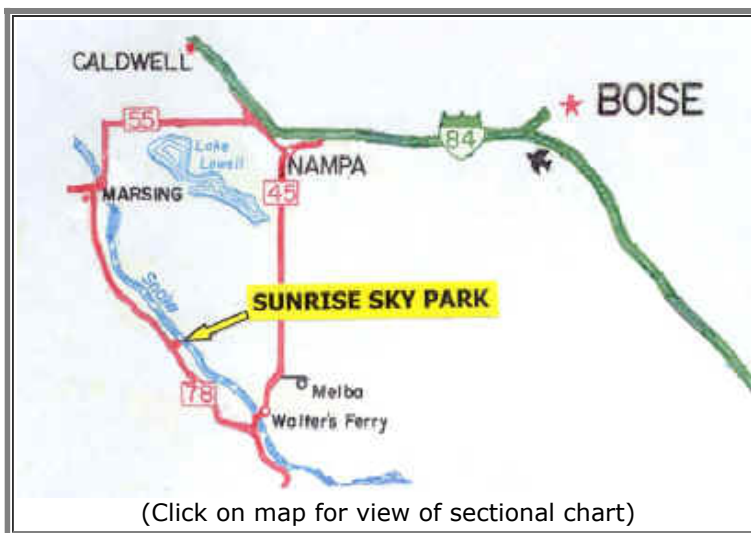 CALDWELL
BOISE
55
Lake
Lowell
84
NAMPA
MARSING
45
Snake
SUNRISE SKY PARK
Melba
78
Walter's Ferry
(Click on map for view of sectional chart)